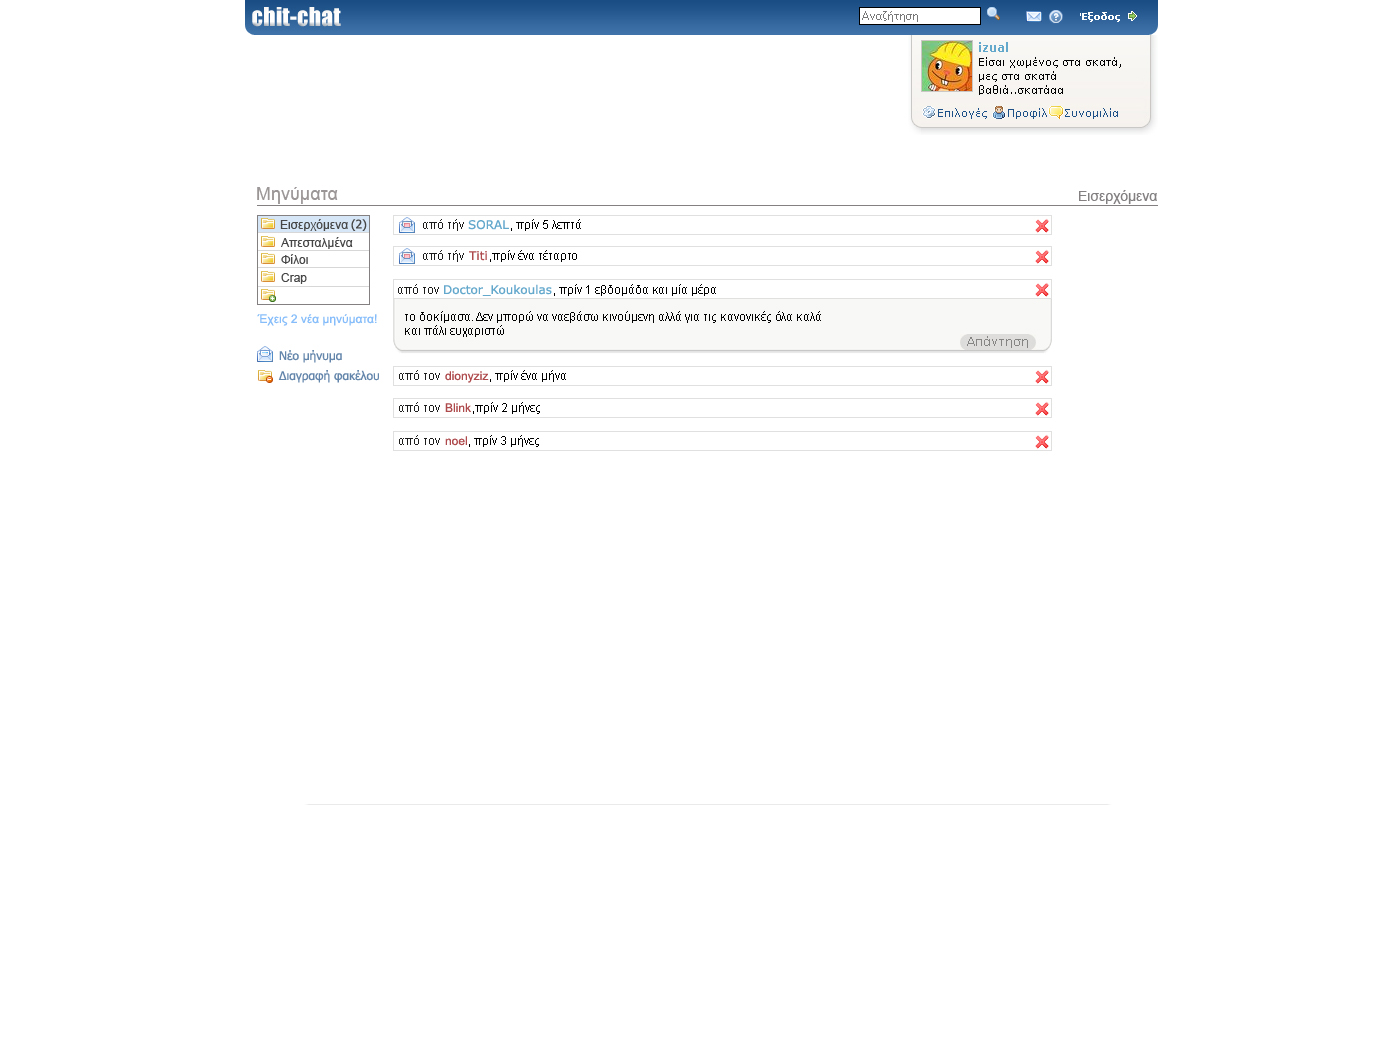 chit-chat
Αναζήτηση
Έξοδος
izual
Είσαι χωμένος στα σκατά,
μες στα σκατά
βαθιά..σκατάαα
Επιλογές Προφίλ Συνομιλία
Μηνύματα
Εισερχόμενα
Εισερχόμενα (2)
Απεσταλμένα
Φίλοι
Crap
Έχεις 2 νέα μηνύματα!
Νέο μήνυμα
Διαγραφή φακέλου
από τήν SORAL, πρίν 5 λεπτά
από τήν Titi,πρίν ένα τέταρτο
από τον Doctor_Koukoulas, πρίν 1 εβδομάδα και μία μέρα
το δοκίμασα. Δεν μπορώ να ναεβάσω κινούμενη αλλά για τις κανονικές όλα καλά
και πάλι ευχαριστώ
Απάντηση
από τον dionyziz, πρίν ένα μήνα
από τον Blink,πρίν 2 μήνες
από τον noel, πρίν 3 μήνες